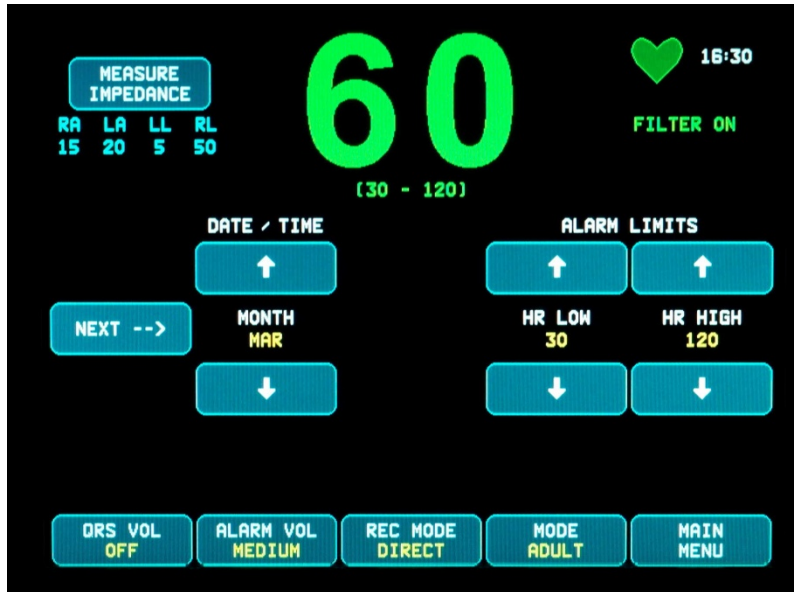 MEASURE
IMPEDANCE
60
16:30
RA LA LL RL
15 20 5 50
FILTER ON
(30 - 120)
DATE / TIME
ALARM LIMITS
NEXT -->
MONTH
MAR
HR LOW
30
HR HIGH
120
QRS VOL
OFF
ALARM VOL
MEDIUM
REC MODE
DIRECT
MODE
ADULT
MAIN
MENU